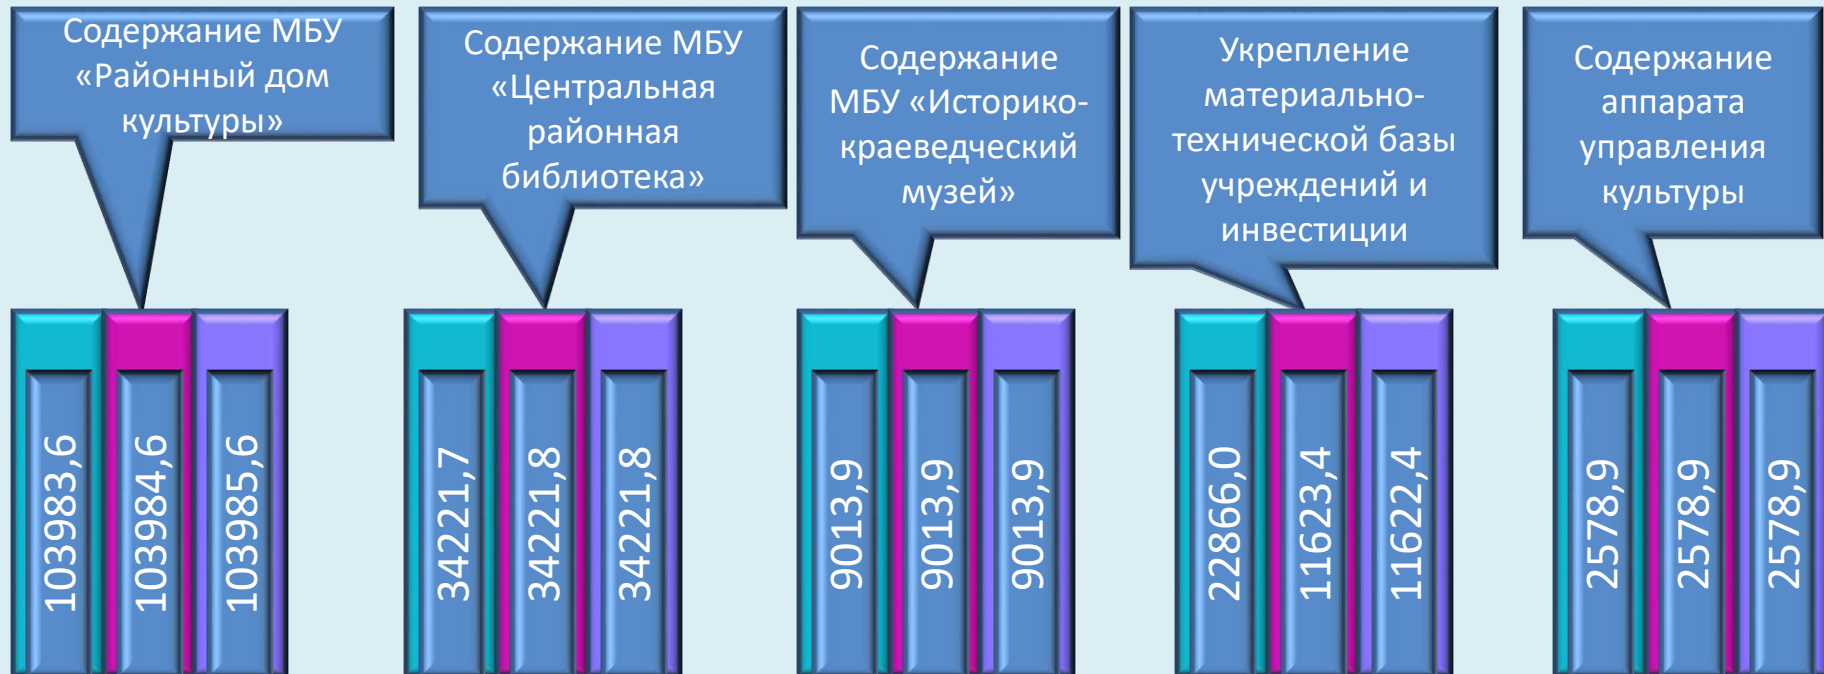 Содержание МБУ
«Районный дом
культуры»
Содержание МБУ
«Центральная
районная
библиотека»
Содержание
МБУ «Историко-
краеведческий
музей»
Укрепление
материально-
технической базы
учреждений и
инвестиции
Содержание
аппарата
управления
культуры
103983,6
103984,6
103985,6
34221,7
34221,8
34221,8
9013,9
9013,9
9013,9
22866,0
11623,4
11622,4
2578,9
2578,9
2578,9